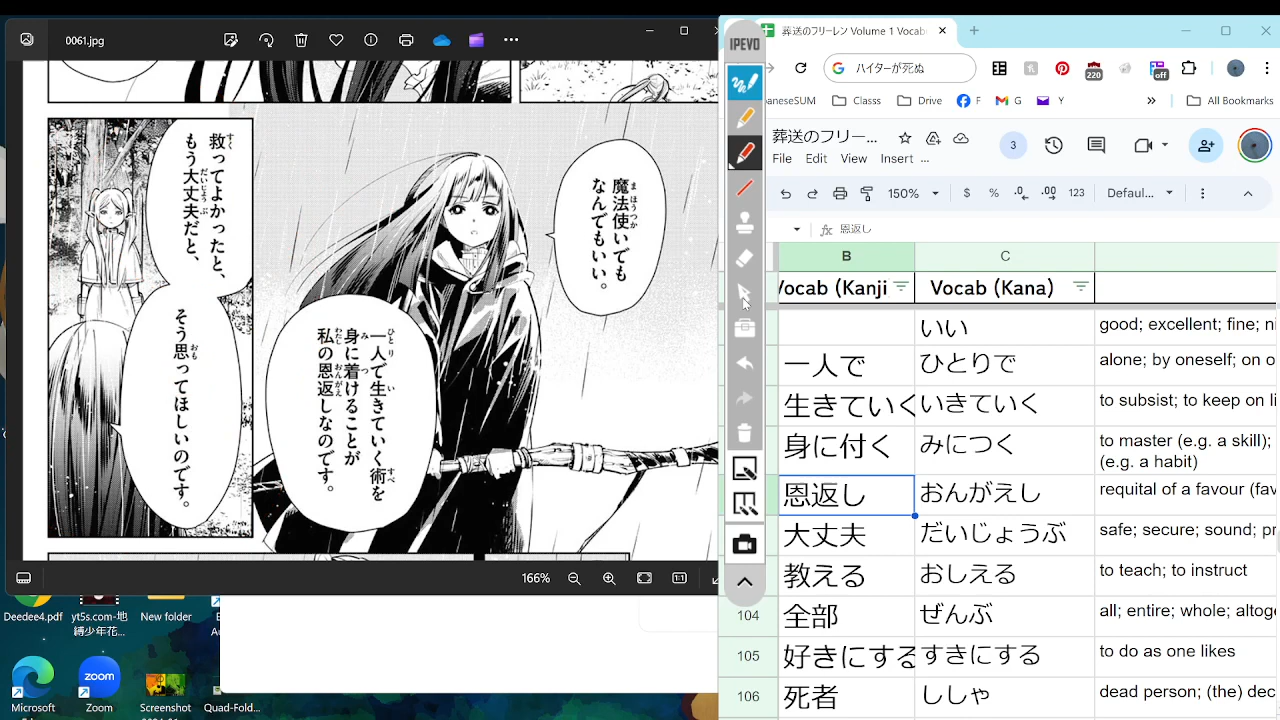 0061.jpg
魔法使いでも
なんでもいい。
一人で生きていく術を
身に着けることが
私の恩返しなのです。
救ってよかったと、
もう大丈夫だと、
そう思ってほしいのです。
166%
Deedee4.pdf
yt5s.com-地縛少年花...
New folder
Microsoft
Zoom
Screenshot
Quad-Fold...
IPEVO
葬送のフリーレン Volume 1 Vocab
ハイターが死ぬ
220
off
aneseSUM
Classs
Drive
F
G
Y
All Bookmarks
葬送のフリー...
3
File Edit View Insert ...
150% $ % .0 .00 123 Defaul...
fx 恩返し
B C
Vocab (Kanji Vocab (Kana)
いい good; excellent; fine; ni
一人で ひとりで alone; by oneself; on o
生きていく いきていく to subsist; to keep on li
身に付く みにつく to master (e.g. a skill);
(e.g. a habit)
恩返し おんがえし requital of a favour (fav
大丈夫 だいじょうぶ safe; secure; sound; pr
教える おしえる to teach; to instruct
104 全部 ぜんぶ all; entire; whole; altoge
105 好きにする すきにする to do as one likes
106 死者 ししゃ dead person; (the) dec